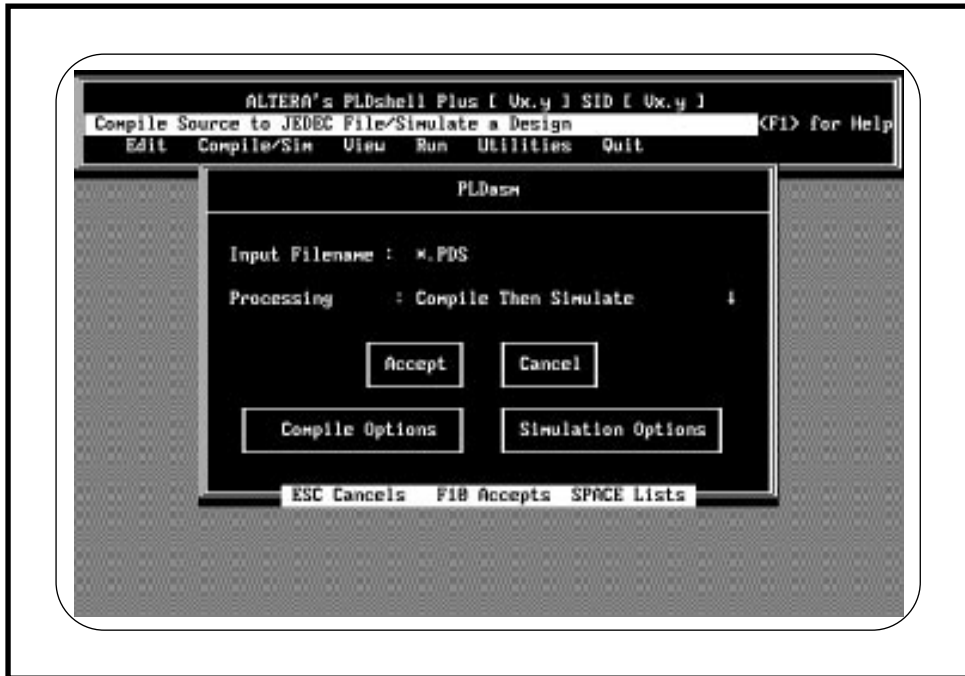 ALTERA's PLDshell Plus [ Vx.y ] SID [ Vx.y ]
Compile Source to JEDEC File/Simulate a Design <F1> for Help
Edit Compile/Sim View Run Utilities Quit
PLDasm
Input Filename : *.PDS
Processing : Compile Then Simulate ↓
Accept Cancel
Compile Options Simulation Options
ESC Cancels F10 Accepts SPACE Lists